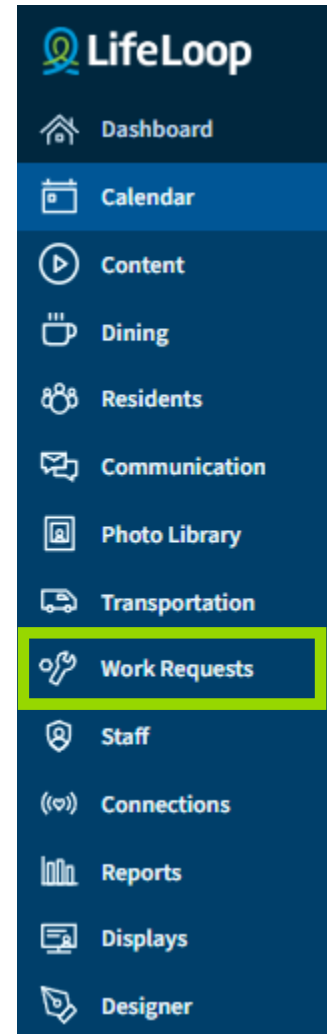 LifeLoop
Dashboard
Calendar
Content
Dining
Residents
Communication
Photo Library
Transportation
Work Requests
Staff
Connections
Reports
Displays
Designer